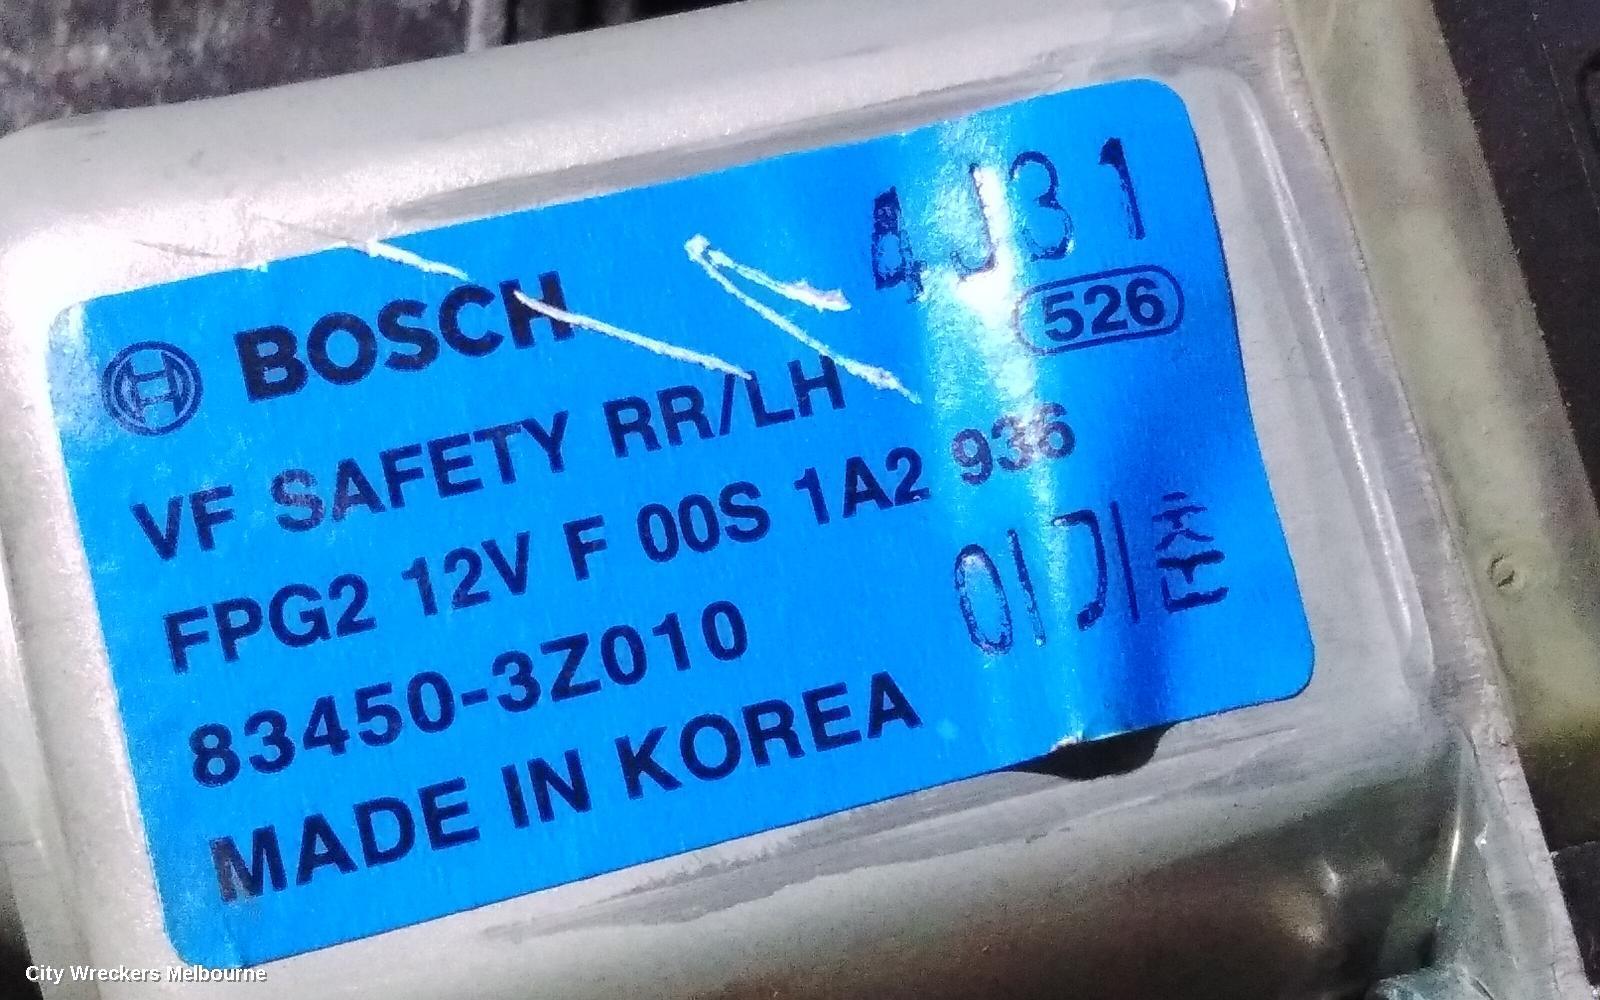 4J31
BOSCH
526
VF SAFETY RR/LH
FPG2 12V F 00S 1A2 936
83450-3Z010
이기춘
MADE IN KOREA
City Wreckers Melbourne